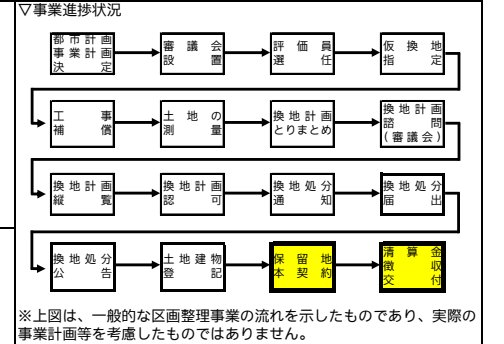 ▽事業進捗状況
都市計画
事業計画
決定
審議会
設置
評価員
選任
仮換地
指定
工事
補償
土地の
測量
換地計画
とりまとめ
換地計画
諮問
(審議会)
換地計画
縦覧
換地計画
認可
換地処分
通知
換地処分
届出
換地処分
公告
土地建物
登記
保留地
本契約
清算金
徴収
交付
※上図は、一般的な区画整理事業の流れを示したものであり、実際の
事業計画等を考慮したものではありません。